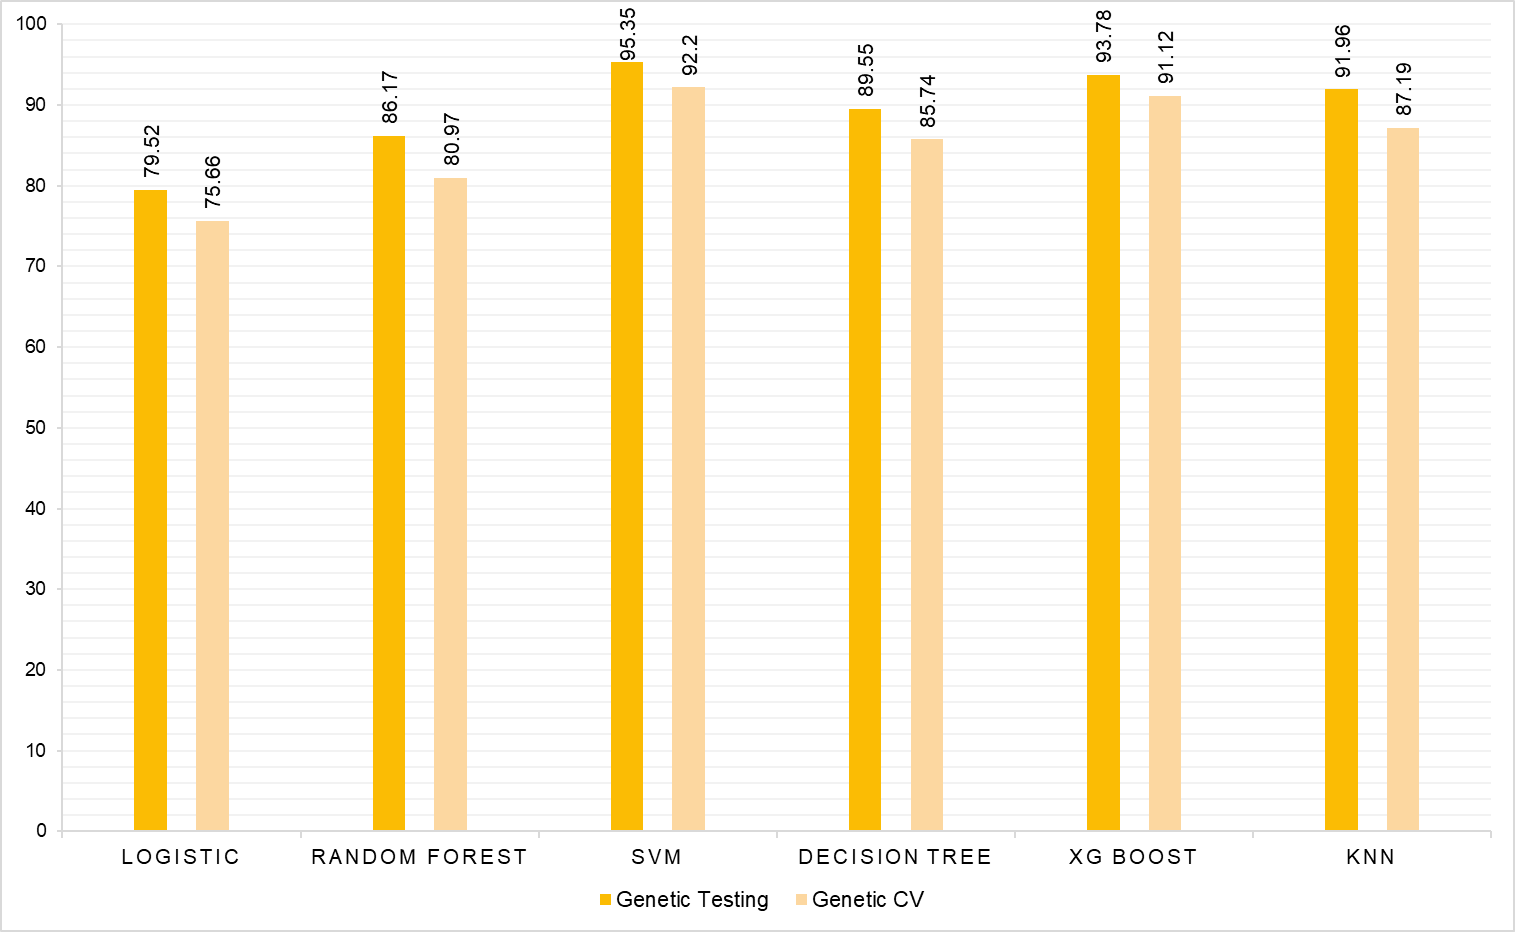 100
90
80
70
60
50
40
30
20
10
0
79.52
75.66
86.17
80.97
95.35
92.2
89.55
85.74
93.78
91.12
91.96
87.19
LOGISTIC
RANDOM FOREST
SVM
DECISION TREE
XG BOOST
KNN
Genetic Testing
Genetic CV